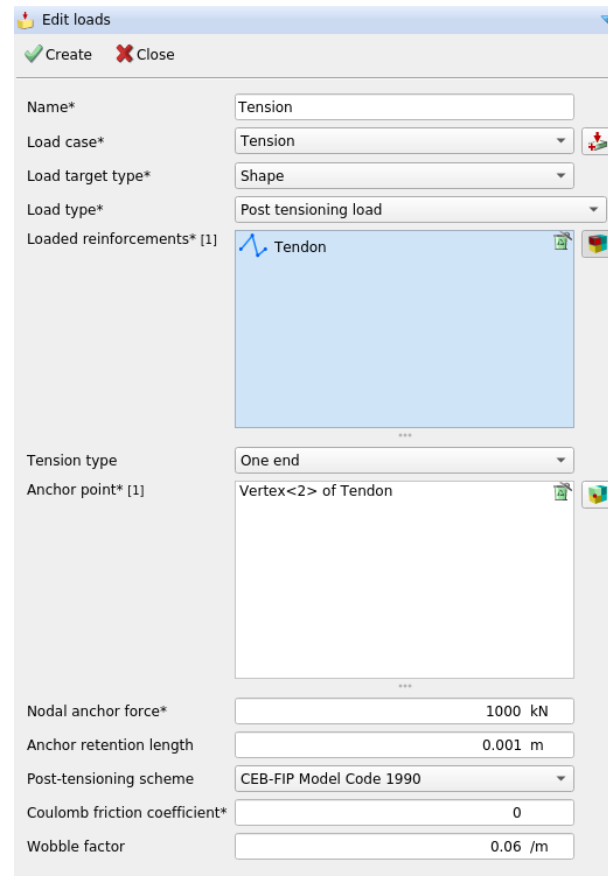 Edit loads
Create Close
Name* Tension
Load case* Tension
Load target type* Shape
Load type* Post tensioning load
Loaded reinforcements* [1] Tendon
Tension type One end
Anchor point* [1] Vertex<2> of Tendon
Nodal anchor force* 1000 kN
Anchor retention length 0.001 m
Post-tensioning scheme CEB-FIP Model Code 1990
Coulomb friction coefficient* 0
Wobble factor 0.06 /m